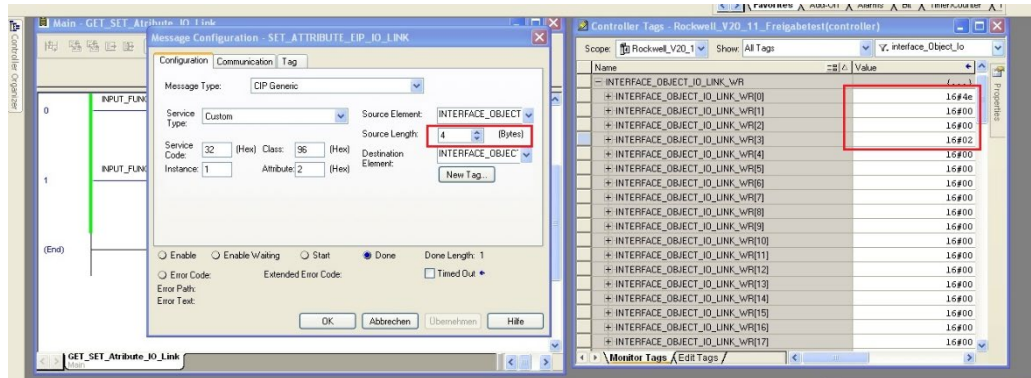 Favorites
Add-On
Alarms
Bit
Timer/Counter
Controller Organizer
Main - GET_SET_Atribute_IO_Link
Message Configuration - SET_ATTRIBUTE_EIP_IO_LINK
Configuration Communication Tag
Message Type: CIP Generic
Service Type: Custom
Source Element: INTERFACE_OBJECT
Source Length: 4 (Bytes)
Service Code: 32 (Hex) Class: 96 (Hex)
Destination Element: INTERFACE_OBJEC
Instance: 1 Attribute: 2 (Hex)
New Tag...
Enable Enable Waiting Start Done Done Length: 1
Error Code: Extended Error Code: Timed Out
Error Path:
Error Text:
OK Abbrechen Übernehmen Hilfe
0
INPUT_FUN
1
INPUT_FUN
(End)
GET_SET_Atribute_IO_Link
Main
Controller Tags - Rockwell_V20_11_Freigabetest(controller)
Scope: Rockwell_V20_1 Show: All Tags interface_Object_Io
Name Value
INTERFACE_OBJECT_IO_LINK_WR {...}
INTERFACE_OBJECT_IO_LINK_WR[0] 16#4e
INTERFACE_OBJECT_IO_LINK_WR[1] 16#00
INTERFACE_OBJECT_IO_LINK_WR[2] 16#00
INTERFACE_OBJECT_IO_LINK_WR[3] 16#02
INTERFACE_OBJECT_IO_LINK_WR[4] 16#00
INTERFACE_OBJECT_IO_LINK_WR[5] 16#00
INTERFACE_OBJECT_IO_LINK_WR[6] 16#00
INTERFACE_OBJECT_IO_LINK_WR[7] 16#00
INTERFACE_OBJECT_IO_LINK_WR[8] 16#00
INTERFACE_OBJECT_IO_LINK_WR[9] 16#00
INTERFACE_OBJECT_IO_LINK_WR[10] 16#00
INTERFACE_OBJECT_IO_LINK_WR[11] 16#00
INTERFACE_OBJECT_IO_LINK_WR[12] 16#00
INTERFACE_OBJECT_IO_LINK_WR[13] 16#00
INTERFACE_OBJECT_IO_LINK_WR[14] 16#00
INTERFACE_OBJECT_IO_LINK_WR[15] 16#00
INTERFACE_OBJECT_IO_LINK_WR[16] 16#00
INTERFACE_OBJECT_IO_LINK_WR[17] 16#00
Monitor Tags Edit Tags
Properties